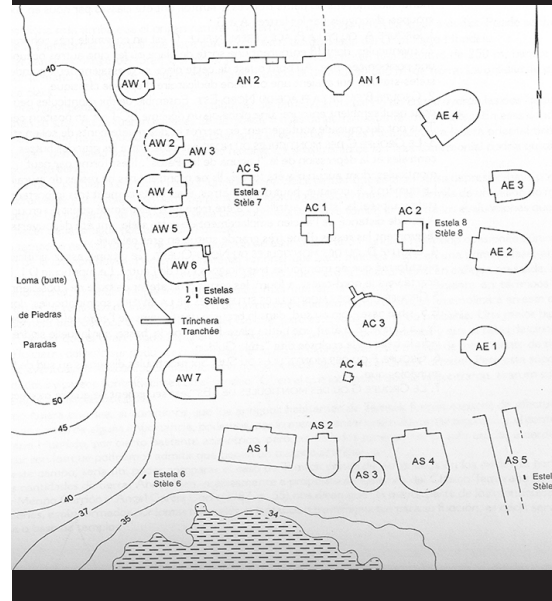 40
AW 1
AN 2
AN 1
N
AE 4
AW 2
AW 3
AC 5
Estela 7
Stèle 7
AW 4
AE 3
AC 1
AC 2
Estela 8
Stèle 8
AW 5
AE 2
AW 6
1
2
Estelas
Stèles
Loma (butte)
de Piedras
Paradas
Trinchera
Tranchée
AC 3
AE 1
AC 4
AW 7
50
45
AS 2
AS 1
AS 3
AS 4
AS 5
Estela 6
Stèle 6
Estel
Stèle
40
37
35
34